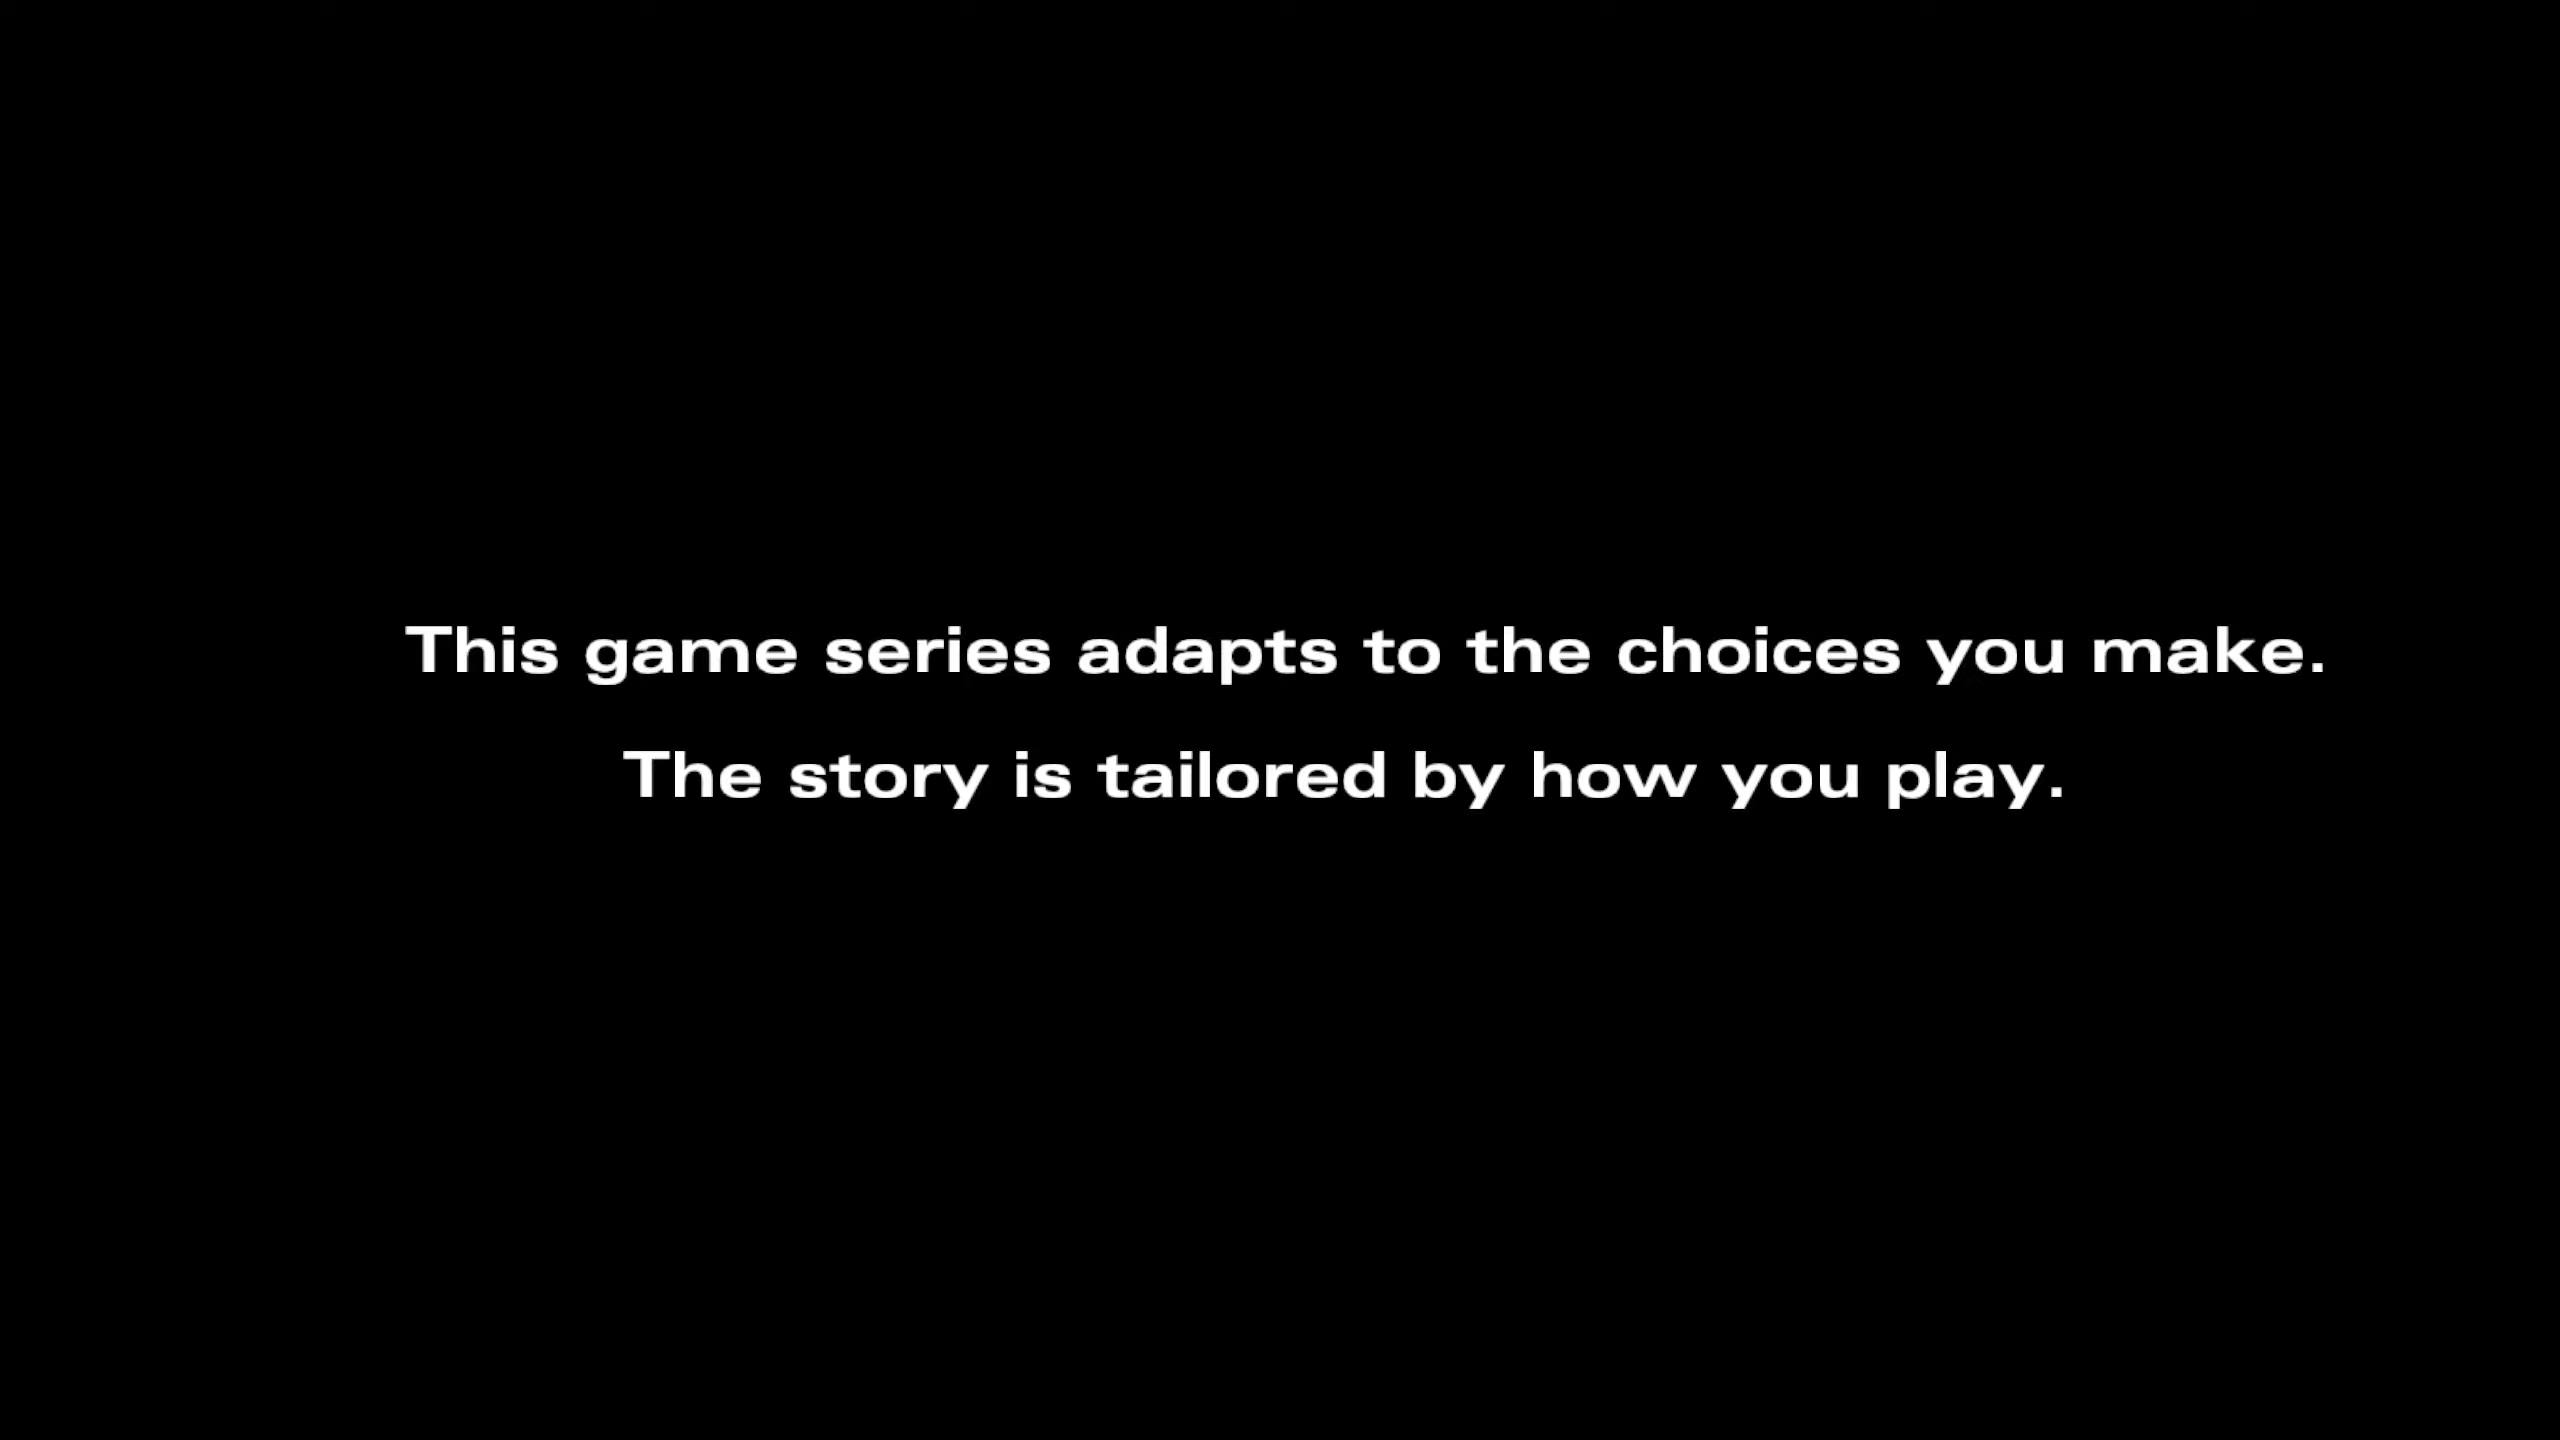 This game series adapts to the choices you make.
The story is tailored by how you play.